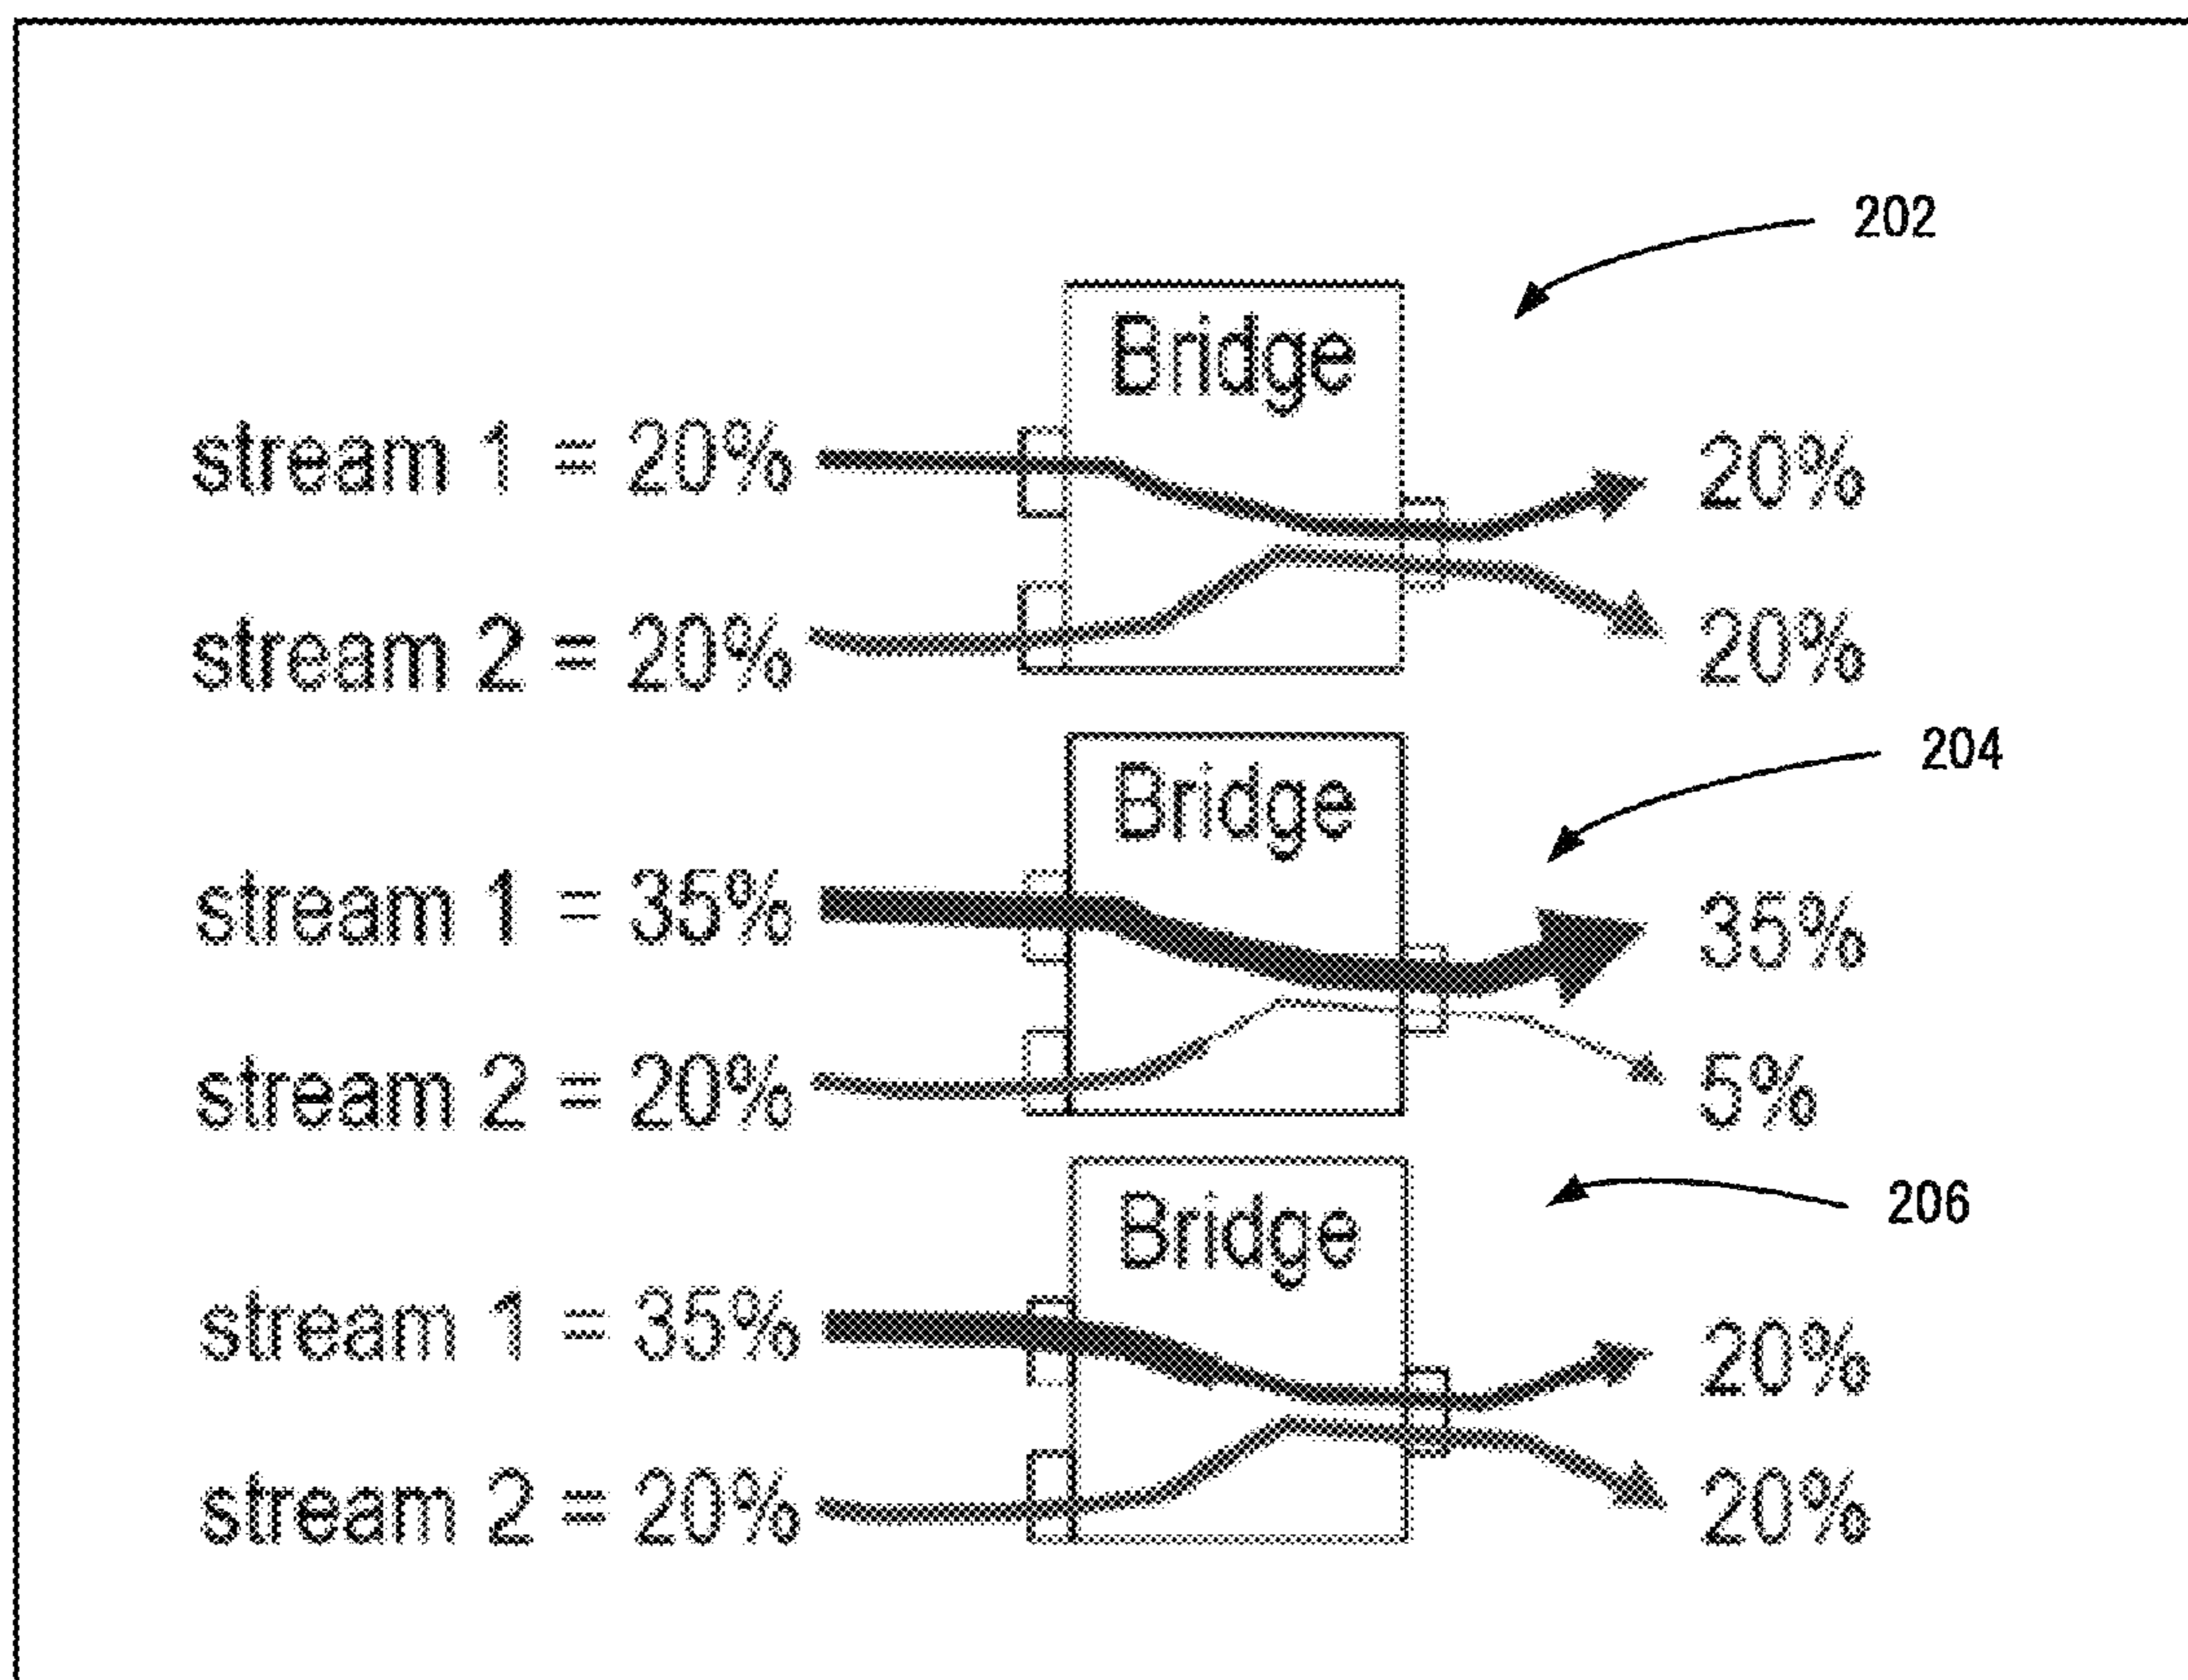 202
Bridge
stream 1 = 20%
20%
stream 2 = 20%
20%
204
Bridge
stream 1 = 35%
35%
stream 2 = 20%
5%
206
Bridge
stream 1 = 35%
20%
stream 2 = 20%
20%